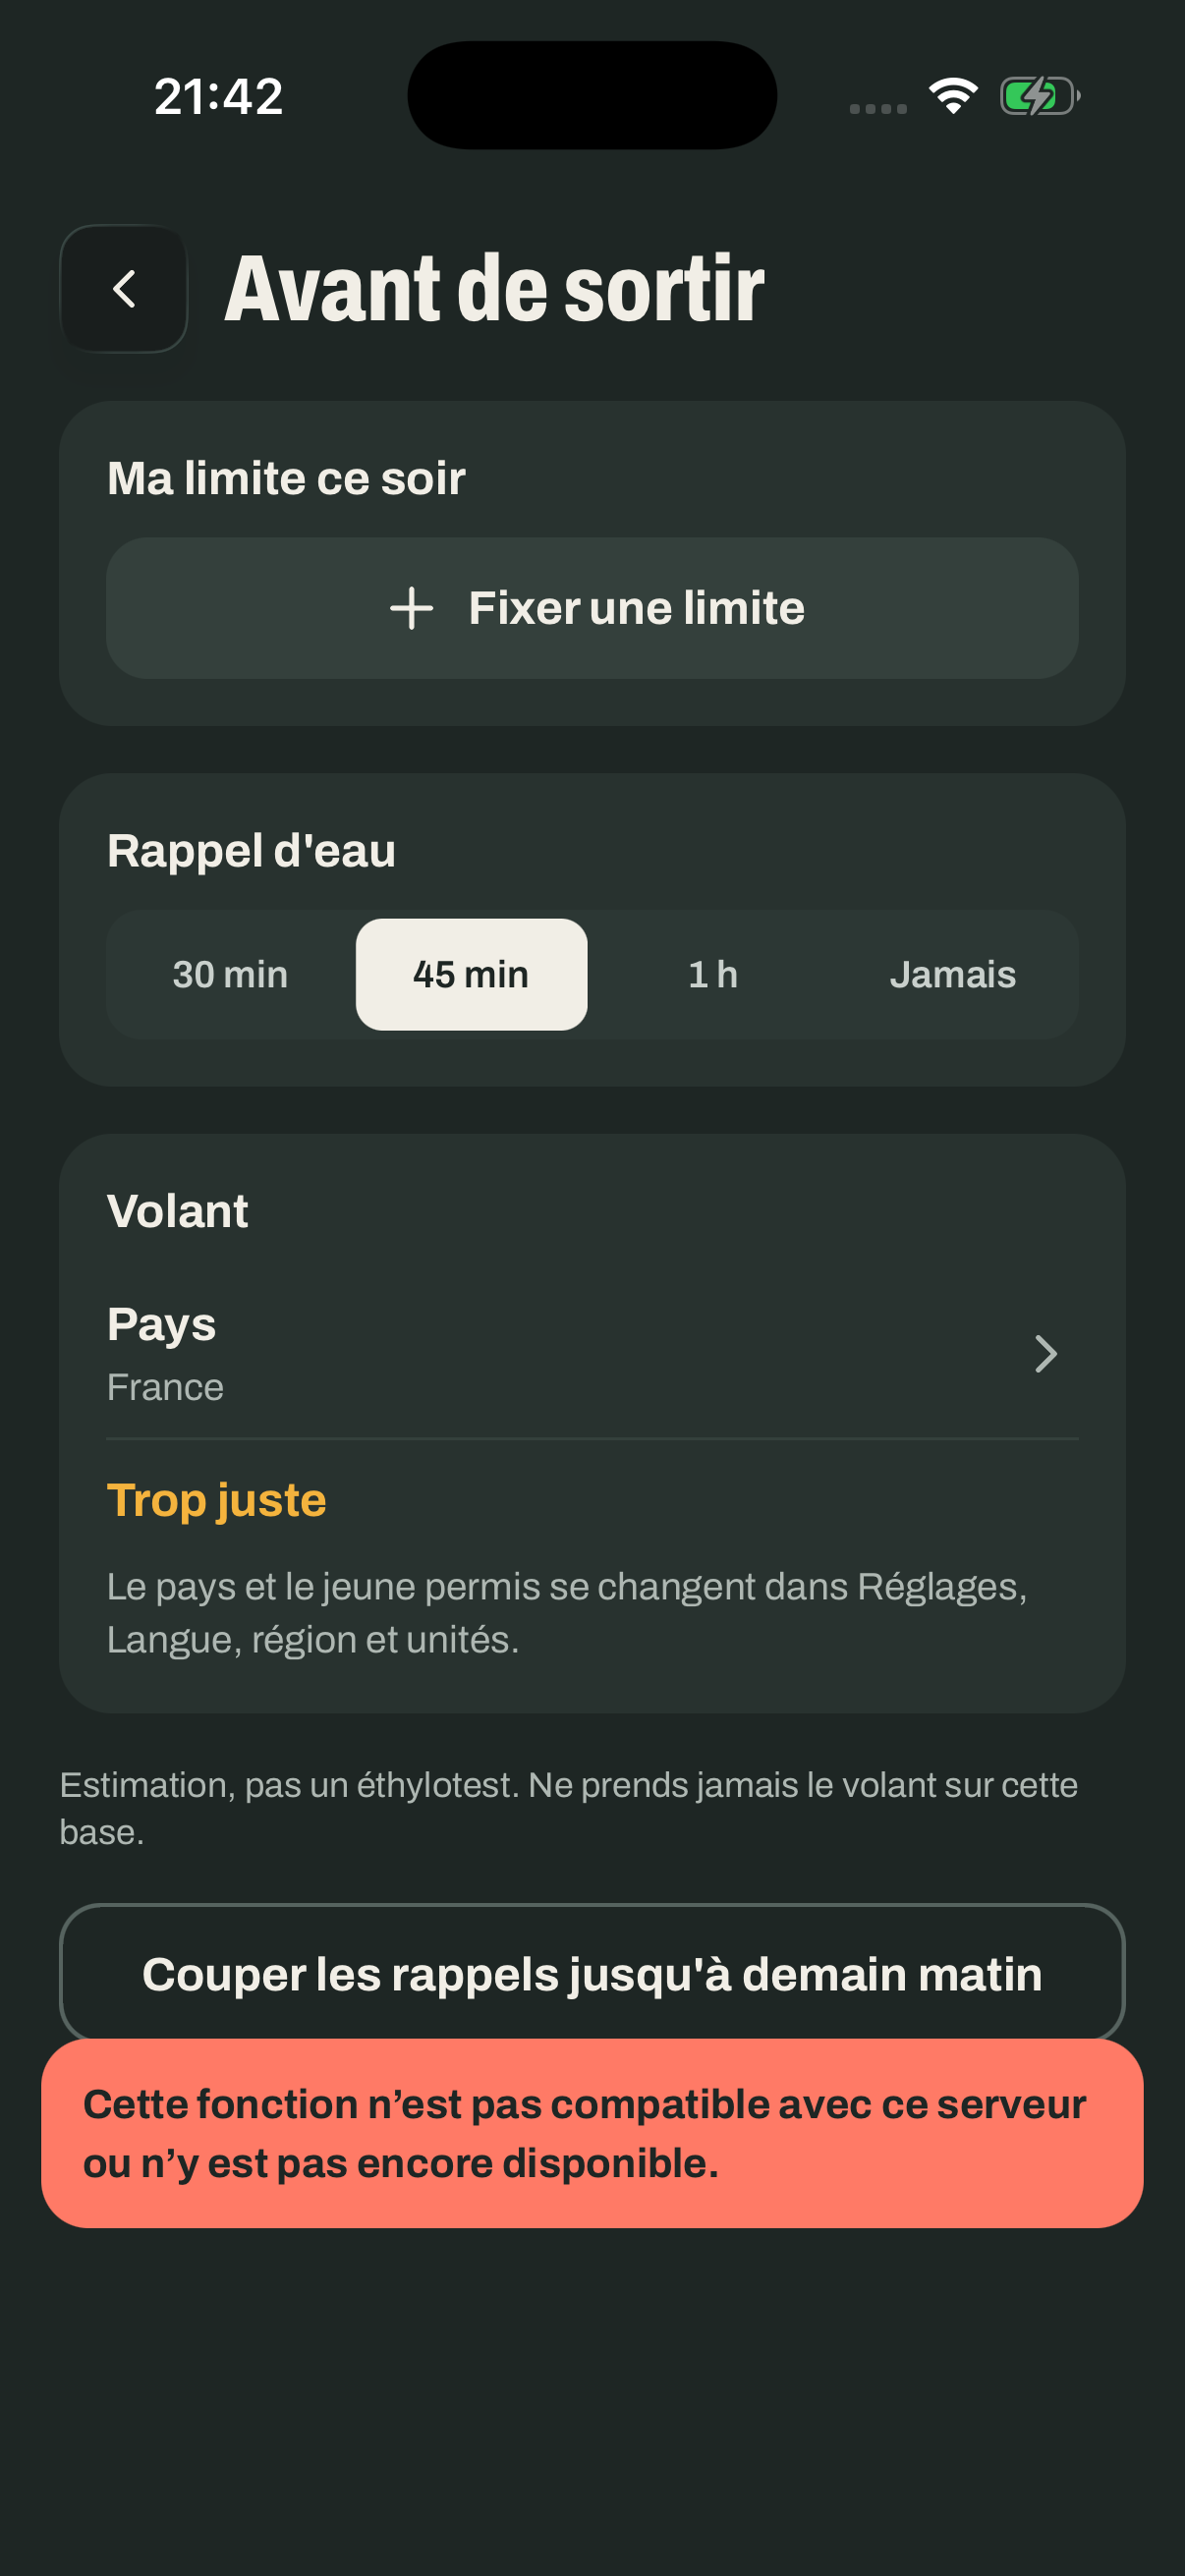 21:42
Avant de sortir
Ma limite ce soir
Fixer une limite
Rappel d'eau
30 min 45 min 1 h Jamais
Volant
Pays
France
Trop juste
Le pays et le jeune permis se changent dans Réglages,
Langue, région et unités.
Estimation, pas un éthylotest. Ne prends jamais le volant sur cette
base.
Couper les rappels jusqu'à demain matin
Cette fonction n’est pas compatible avec ce serveur
ou n’y est pas encore disponible.